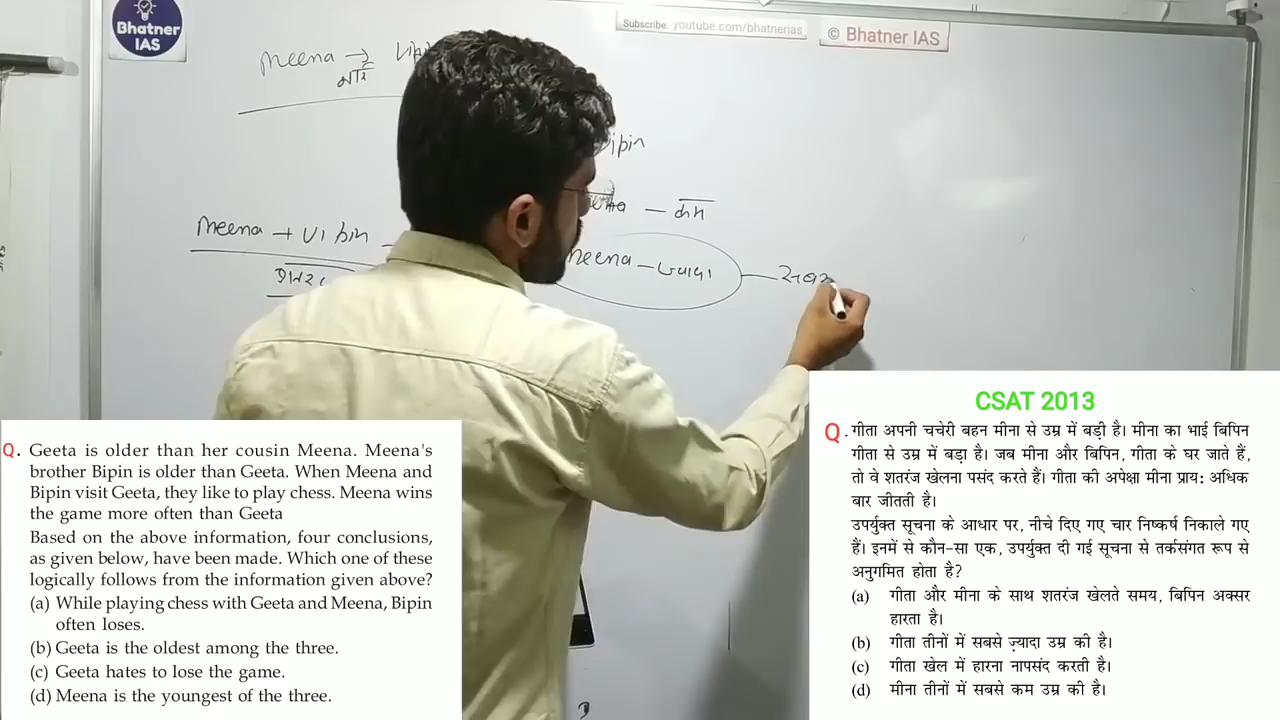 Bhatner
IAS
Subscribe: youtube.com/bhatnerias
© Bhatner IAS
Meena →
Meena + Vi bin
Meena – ज्यादा
CSAT 2013
Q. Geeta is older than her cousin Meena. Meena's
brother Bipin is older than Geeta. When Meena and
Bipin visit Geeta, they like to play chess. Meena wins
the game more often than Geeta
Based on the above information, four conclusions,
as given below, have been made. Which one of these
logically follows from the information given above?
(a) While playing chess with Geeta and Meena, Bipin
often loses.
(b) Geeta is the oldest among the three.
(c) Geeta hates to lose the game.
(d) Meena is the youngest of the three.
Q. गीता अपनी चचेरी बहन मीना से उम्र में बड़ी है। मीना का भाई बिपिन
गीता से उम्र में बड़ा है। जब मीना और बिपिन, गीता के घर जाते हैं,
तो वे शतरंज खेलना पसंद करते हैं। गीता की अपेक्षा मीना प्राय: अधिक
बार जीतती है।
उपर्युक्त सूचना के आधार पर, नीचे दिए गए चार निष्कर्ष निकाले गए
हैं। इनमें से कौन-सा एक, उपर्युक्त दी गई सूचना से तर्कसंगत रूप से
अनुगमित होता है?
(a) गीता और मीना के साथ शतरंज खेलते समय, बिपिन अक्सर
हारता है।
(b) गीता तीनों में सबसे ज़्यादा उम्र की है।
(c) गीता खेल में हारना नापसंद करती है।
(d) मीना तीनों में सबसे कम उम्र की है।